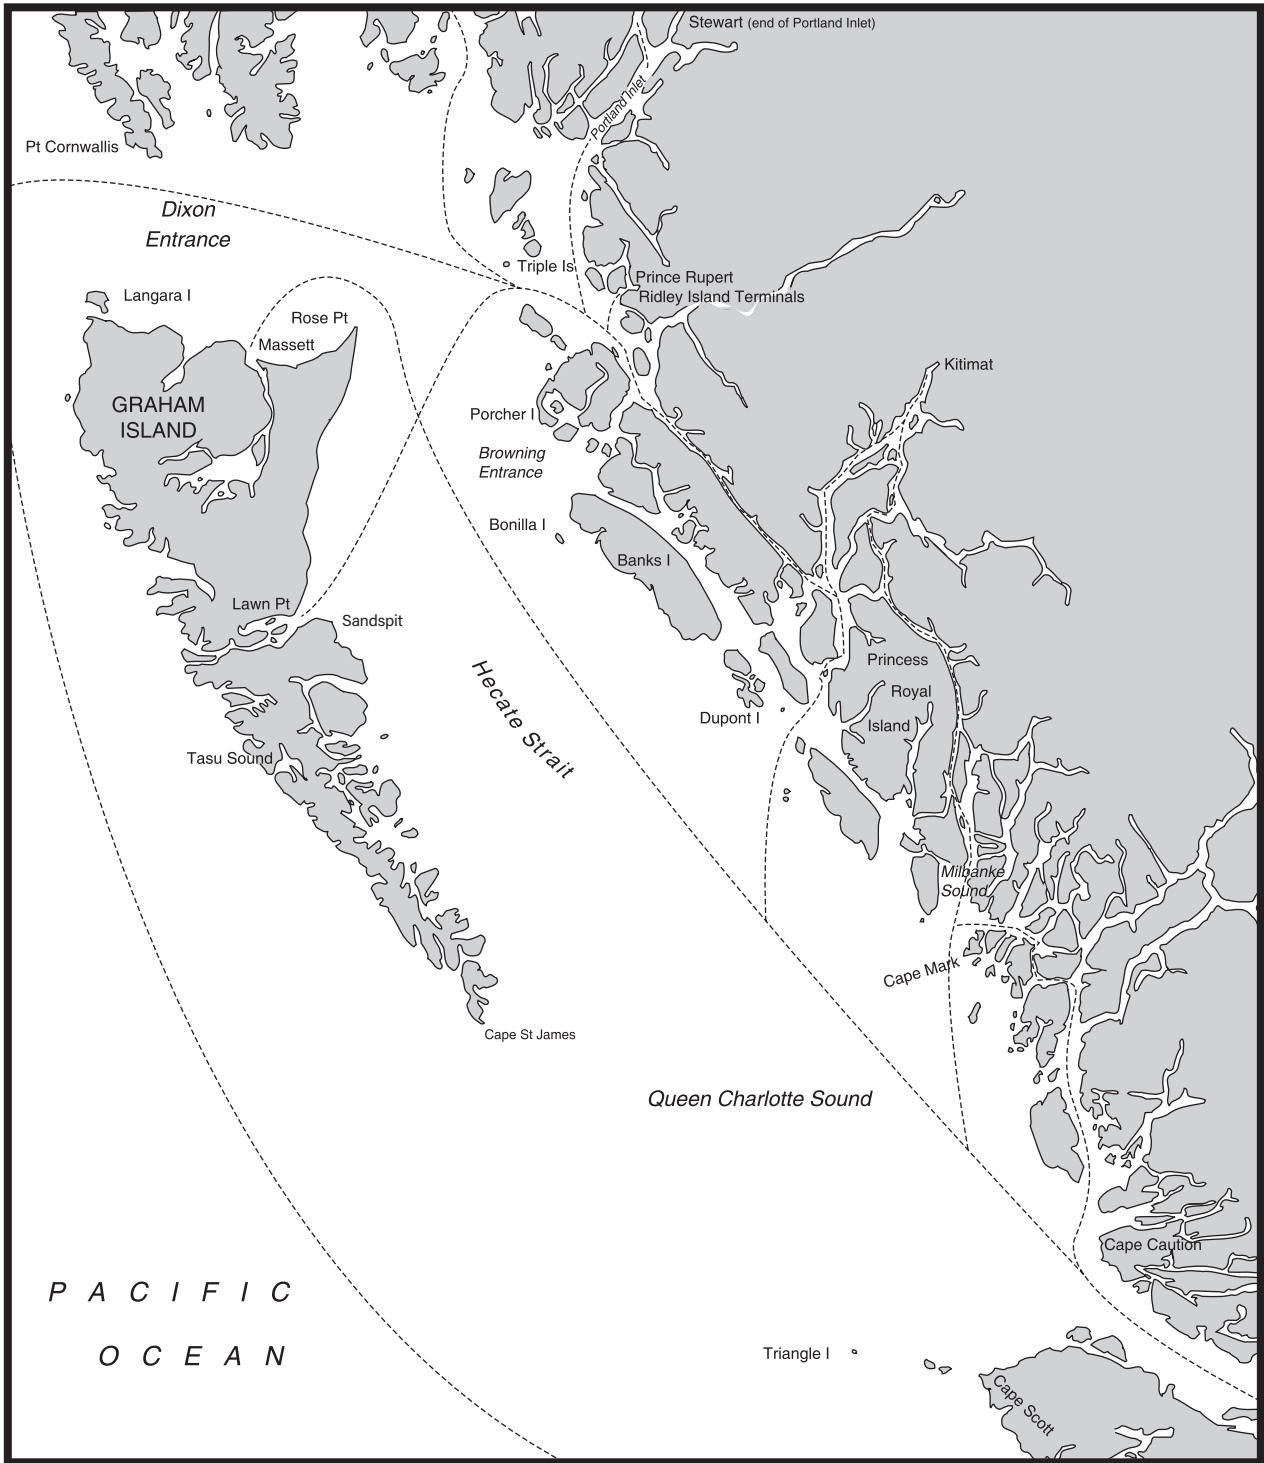 Stewart (end of Portland Inlet)
Portland Inlet
Pt Cornwallis
Dixon
Entrance
Triple Is
Prince Rupert
Ridley Island Terminals
Langara I
Rose Pt
Massett
Kitimat
GRAHAM
ISLAND
Porcher I
Browning
Entrance
Bonilla I
Banks I
Lawn Pt
Sandspit
Hecate Strait
Princess
Royal
Island
Dupont I
Tasu Sound
Milbanke
Sound
Cape Mark
Cape St James
Queen Charlotte Sound
Cape Caution
PACIFIC
OCEAN
Triangle I
Cape Scott